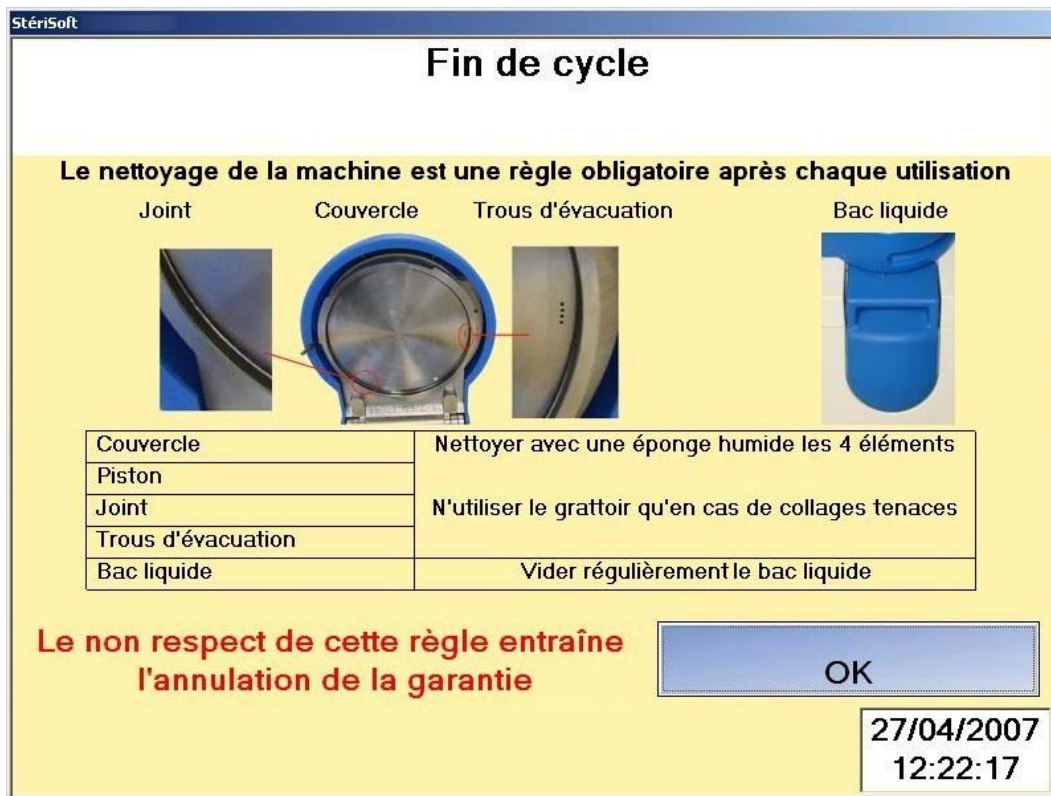 StériSoft
Fin de cycle
Le nettoyage de la machine est une règle obligatoire après chaque utilisation
Joint Couvercle Trous d'évacuation Bac liquide
Couvercle Nettoyer avec une éponge humide les 4 éléments
Piston
Joint N'utiliser le grattoir qu'en cas de collages tenaces
Trous d'évacuation
Bac liquide Vider régulièrement le bac liquide
Le non respect de cette règle entraîne
l'annulation de la garantie
OK
27/04/2007
12:22:17